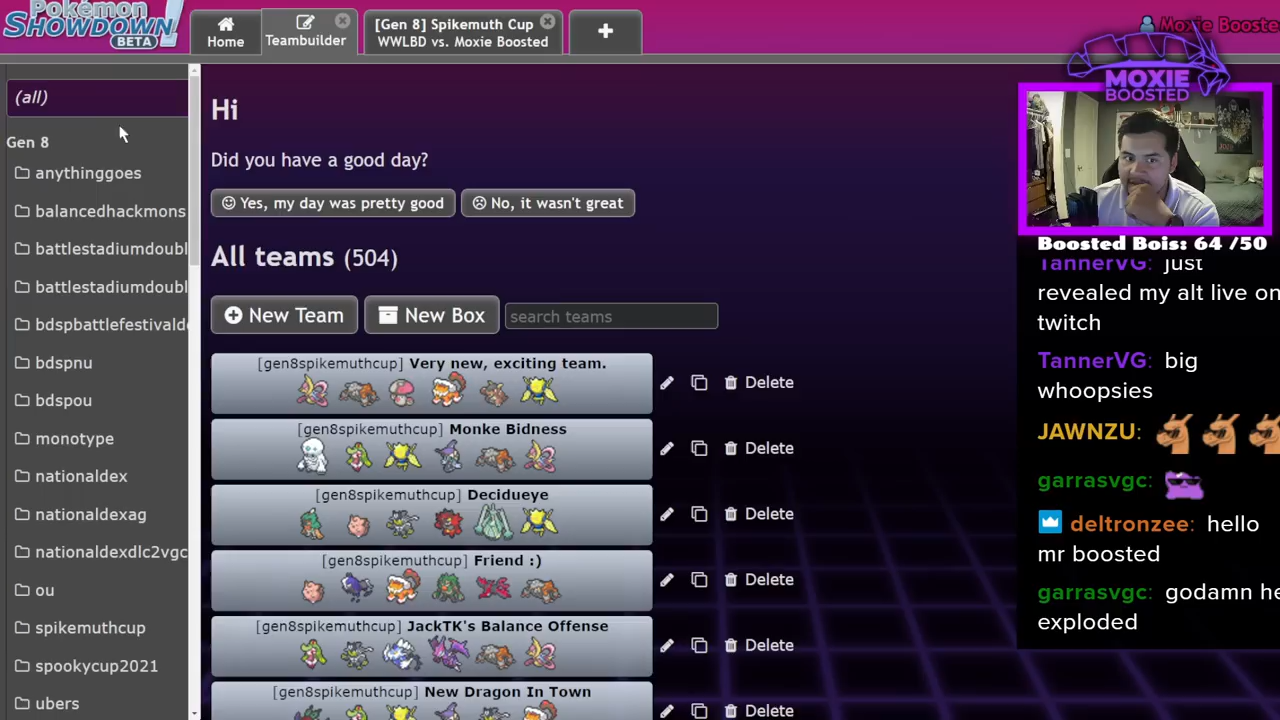 Pokémon
SHOWDOWN!
BETA
Home
Teambuilder
[Gen 8] Spikemuth Cup
WWLBD vs. Moxie Boosted
Moxie Booste
(all)
Gen 8
anythinggoes
balancedhackmons
battlestadiumdoubl
battlestadiumdoubl
bdspbattlefestivald
bdspnu
bdspou
monotype
nationaldex
nationaldexag
nationaldexdlc2vgc
ou
spikemuthcup
spookycup2021
ubers
Hi
Did you have a good day?
Yes, my day was pretty good
No, it wasn't great
All teams (504)
New Team
New Box
search teams
[gen8spikemuthcup] Very new, exciting team.
Delete
[gen8spikemuthcup] Monke Bidness
Delete
[gen8spikemuthcup] Decidueye
Delete
[gen8spikemuthcup] Friend :)
Delete
[gen8spikemuthcup] JackTK's Balance Offense
Delete
[gen8spikemuthcup] New Dragon In Town
Delete
MOXIE
BOOSTED
Boosted Bois: 64 /50
TannerVG: just
revealed my alt live on
twitch
TannerVG: big
whoopsies
JAWNZU:
garrasvgc:
deltronzee: hello
mr boosted
garrasvgc: godamn he
exploded